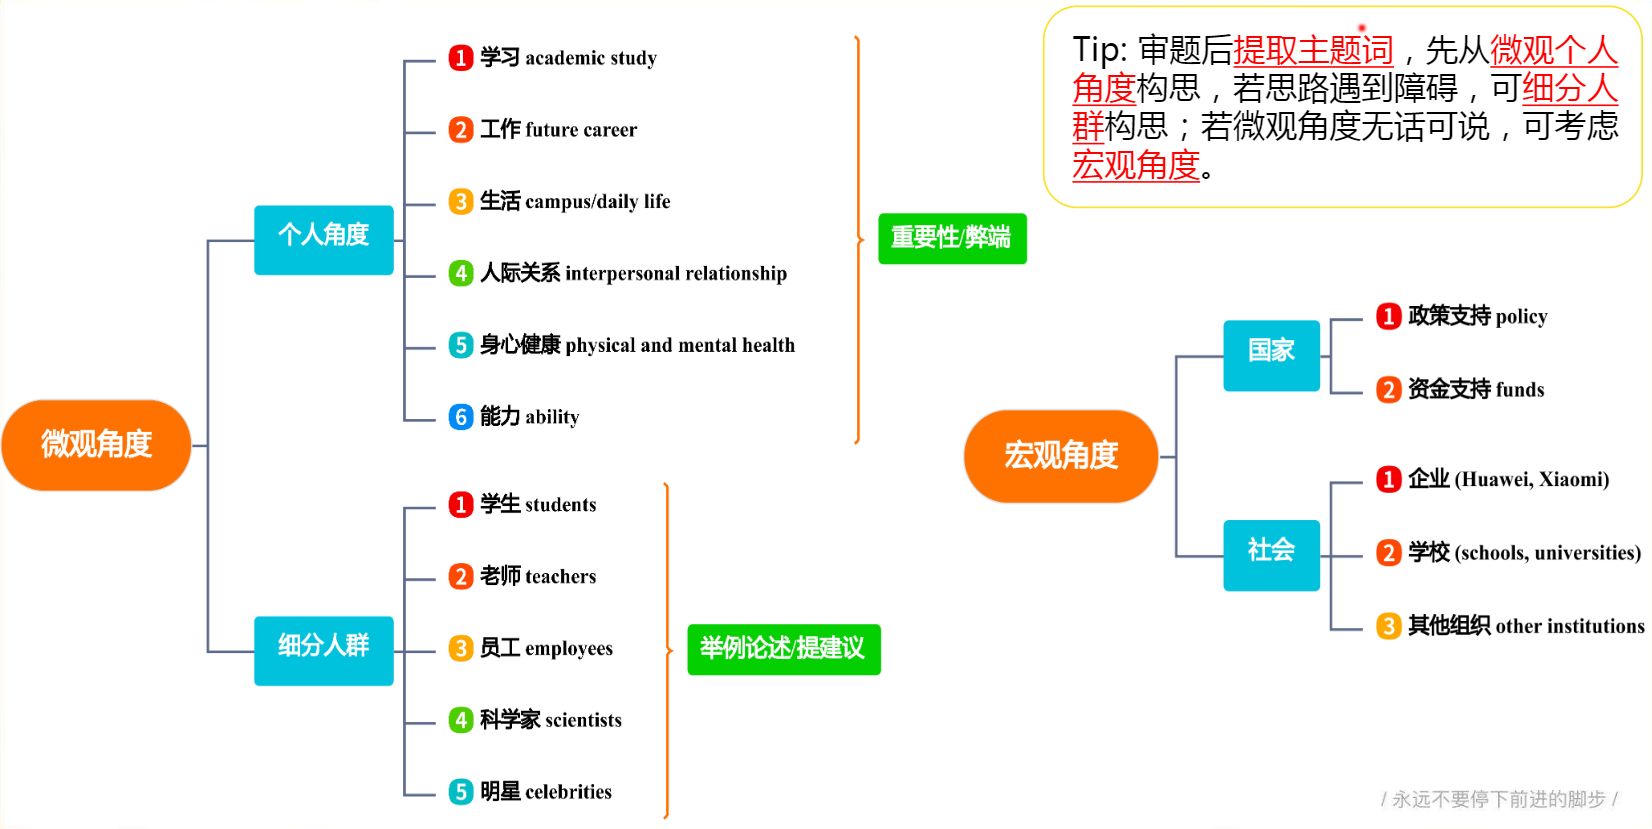 Tip: 审题后提取主题词，先从微观个人
角度构思，若思路遇到障碍，可细分人
群构思；若微观角度无话可说，可考虑
宏观角度。
微观角度
个人角度
1 学习 academic study
2 工作 future career
3 生活 campus/daily life
4 人际关系 interpersonal relationship
5 身心健康 physical and mental health
6 能力 ability
重要性/弊端
细分人群
1 学生 students
2 老师 teachers
3 员工 employees
4 科学家 scientists
5 明星 celebrities
举例论述/提建议
宏观角度
国家
1 政策支持 policy
2 资金支持 funds
社会
1 企业 (Huawei, Xiaomi)
2 学校 (schools, universities)
3 其他组织 other institutions
/ 永远不要停下前进的脚步 /